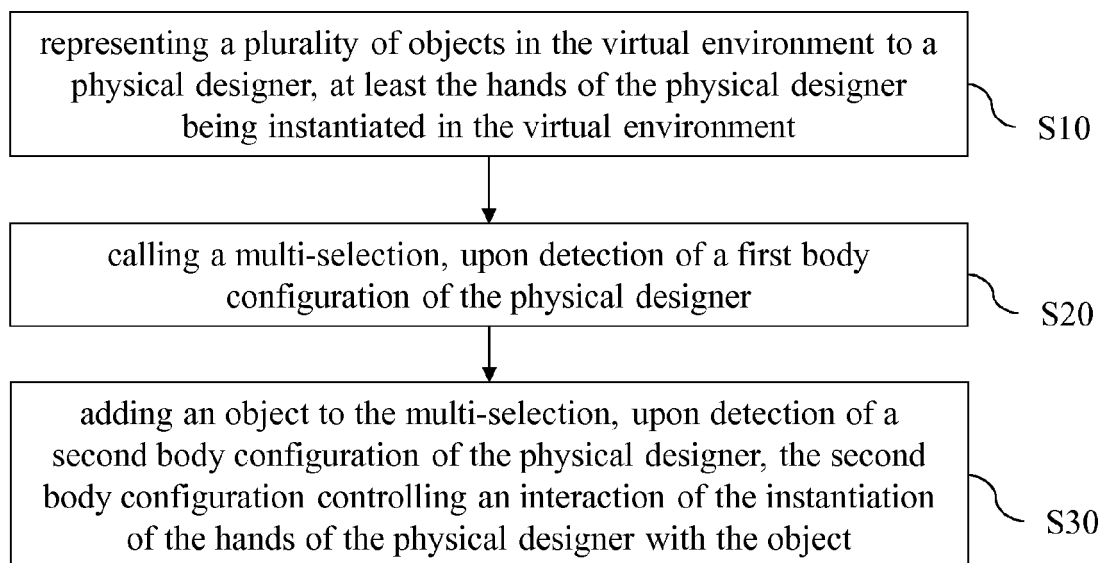 representing a plurality of objects in the virtual environment to a
physical designer, at least the hands of the physical designer
being instantiated in the virtual environment
S10
calling a multi-selection, upon detection of a first body
configuration of the physical designer
S20
adding an object to the multi-selection, upon detection of a
second body configuration of the physical designer, the second
body configuration controlling an interaction of the instantiation
of the hands of the physical designer with the object
S30